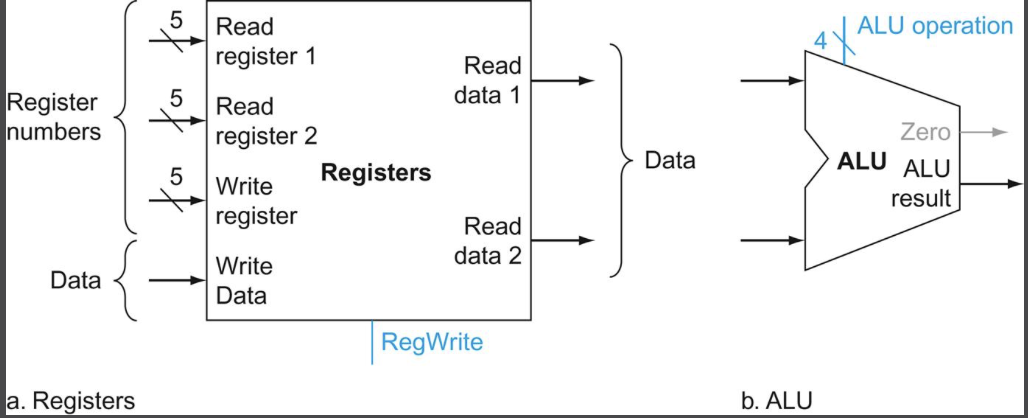 5
Read
register 1
5
Read
register 2
5
Write
register
Write
Data
Register
numbers
Data
Registers
Read
data 1
Read
data 2
Data
RegWrite
a. Registers
4
ALU operation
Zero
ALU
ALU
result
b. ALU